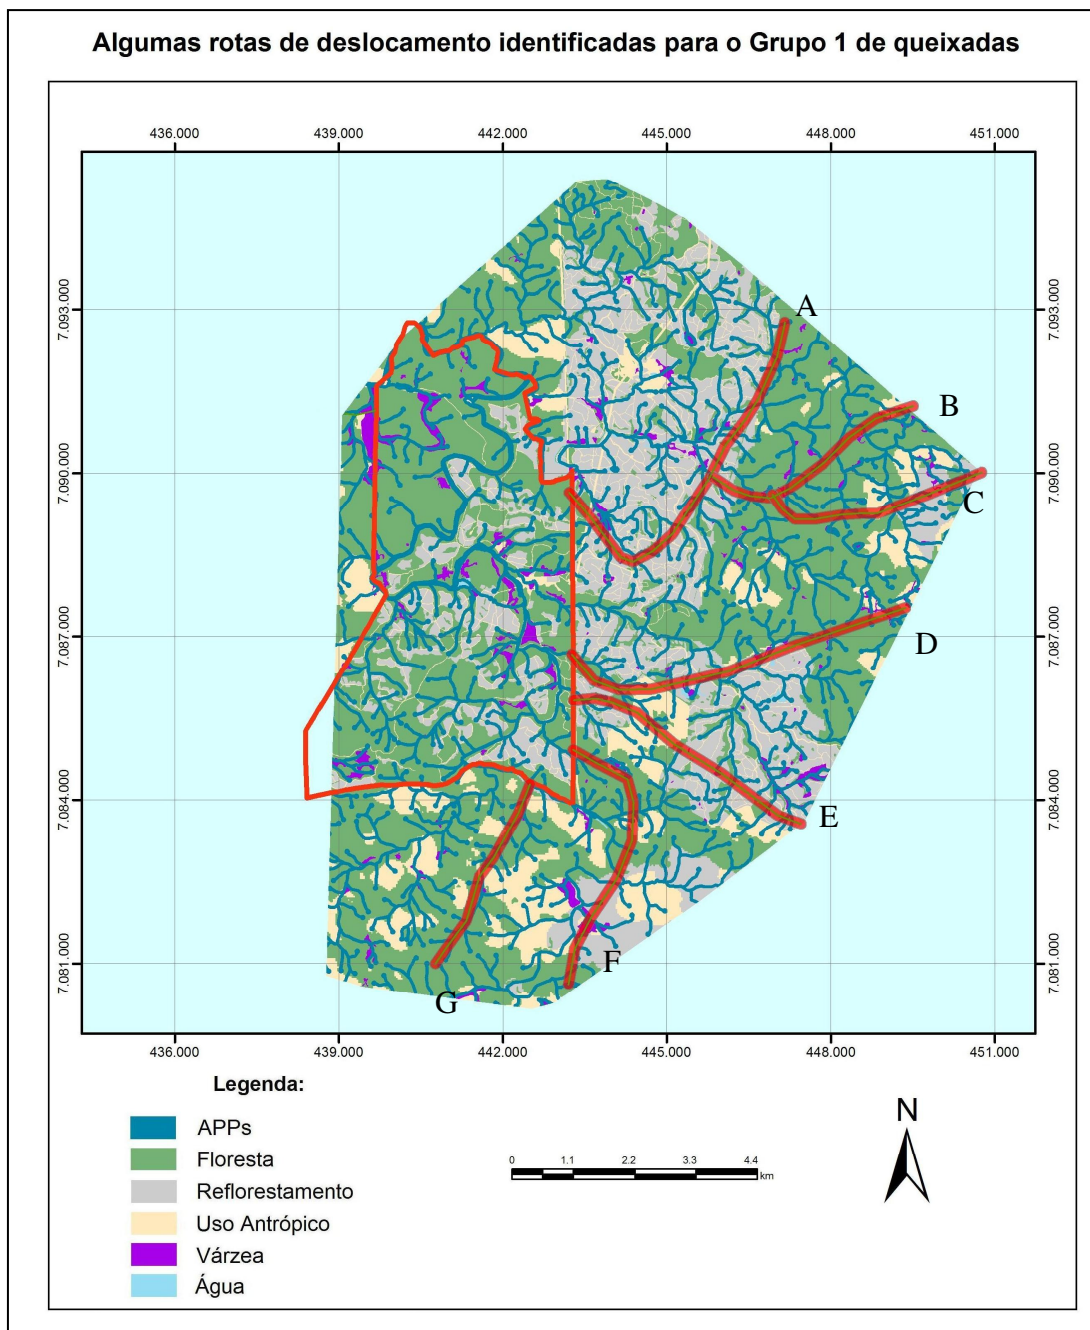 Algumas rotas de deslocamento identificadas para o Grupo 1 de queixadas
436.000 439.000 442.000 445.000 448.000 451.000
7.093.000 7.093.000
A
B
7.090.000 7.090.000
C
7.087.000 7.087.000
D
7.084.000 7.084.000
E
7.081.000 7.081.000
F
G
436.000 439.000 442.000 445.000 448.000 451.000
Legenda:
APPs
Floresta
Reflorestamento
Uso Antrópico
Várzea
Água
0 1.1 2.2 3.3 4.4
km
N